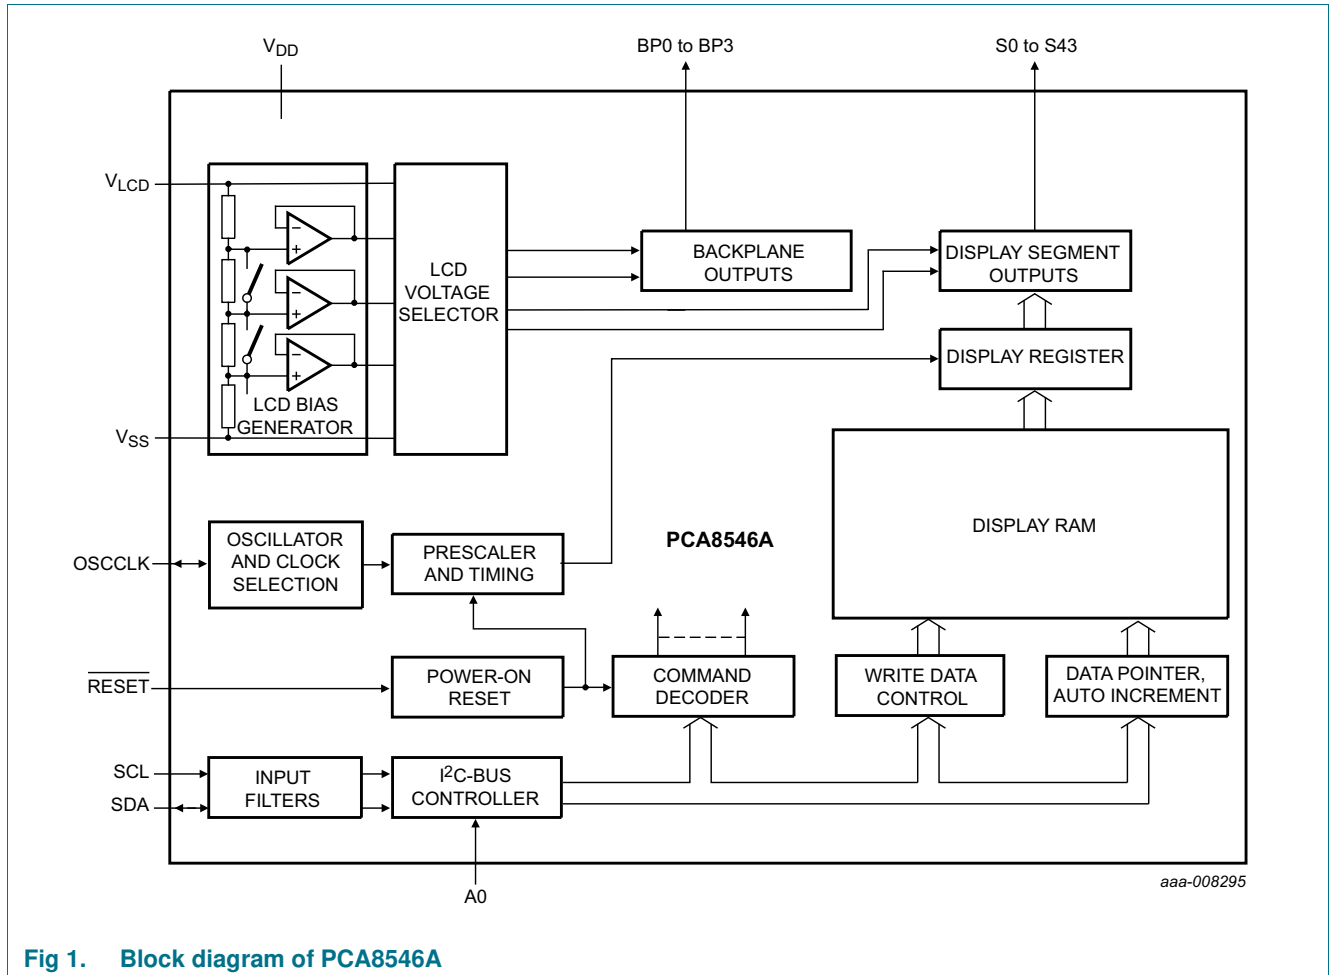 VDD
BP0 to BP3
S0 to S43
VLCD
LCD
VOLTAGE
SELECTOR
BACKPLANE
OUTPUTS
DISPLAY SEGMENT
OUTPUTS
DISPLAY REGISTER
LCD BIAS
GENERATOR
VSS
DISPLAY RAM
PCA8546A
OSCCLK
OSCILLATOR
AND CLOCK
SELECTION
PRESCALER
AND TIMING
RESET
POWER-ON
RESET
COMMAND
DECODER
WRITE DATA
CONTROL
DATA POINTER,
AUTO INCREMENT
SCL
SDA
INPUT
FILTERS
I2C-BUS
CONTROLLER
A0
aaa-008295
Fig 1. Block diagram of PCA8546A